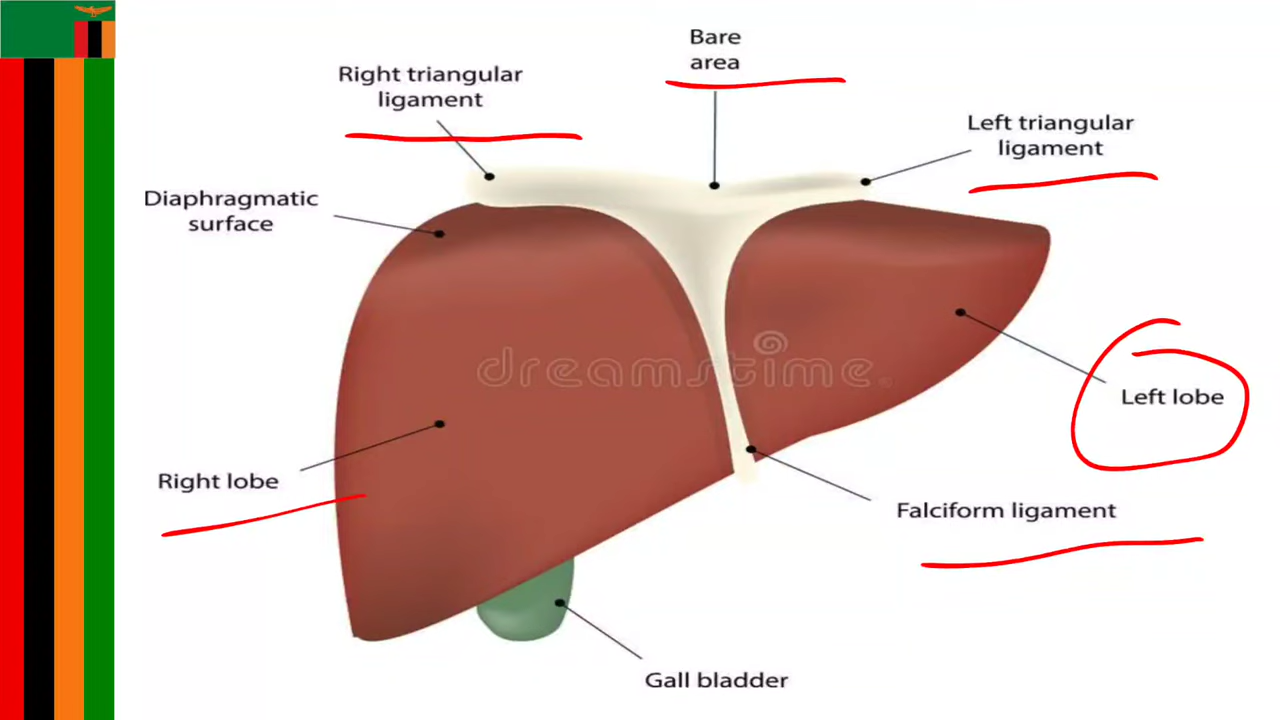 Bare
area
Right triangular
ligament
Left triangular
ligament
Diaphragmatic
surface
dreamstime.
Left lobe
Right lobe
Falciform ligament
Gall bladder